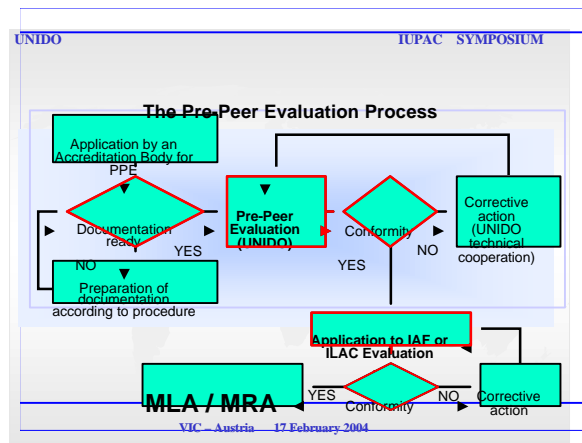 UNIDO IUPAC SYMPOSIUM
The Pre-Peer Evaluation Process
Application by an
Accreditation Body for
PPE
Documentation
ready
YES
NO
Preparation of
documentation
according to procedure
Pre-Peer
Evaluation
(UNIDO)
Conformity
NO
YES
Corrective
action
(UNIDO
technical
cooperation)
Application to IAF or
ILAC Evaluation
Conformity
YES
NO
Corrective
action
MLA / MRA
VIC – Austria 17 February 2004